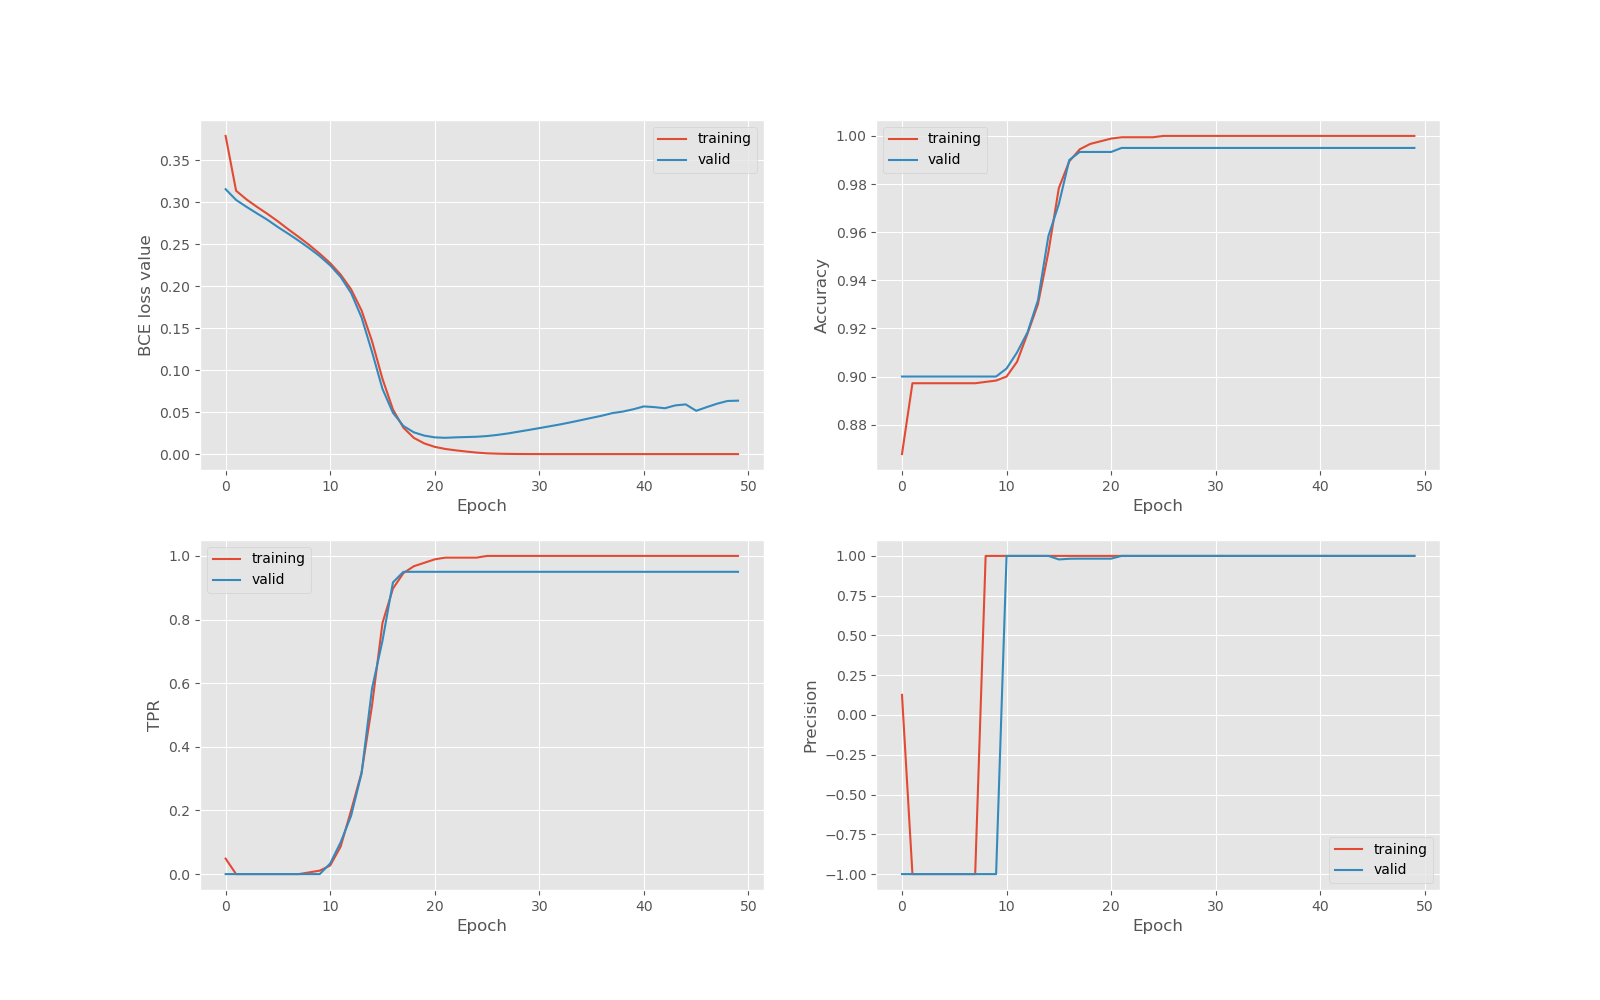 training
valid
0.35
0.30
0.25
0.20
0.15
0.10
0.05
0.00
BCE loss value
0 10 20 30 40 50
Epoch
training
valid
1.00
0.98
0.96
0.94
0.92
0.90
0.88
Accuracy
0 10 20 30 40 50
Epoch
training
valid
1.0
0.8
0.6
0.4
0.2
0.0
TPR
0 10 20 30 40 50
Epoch
1.00
0.75
0.50
0.25
0.00
−0.25
−0.50
−0.75
−1.00
Precision
training
valid
0 10 20 30 40 50
Epoch